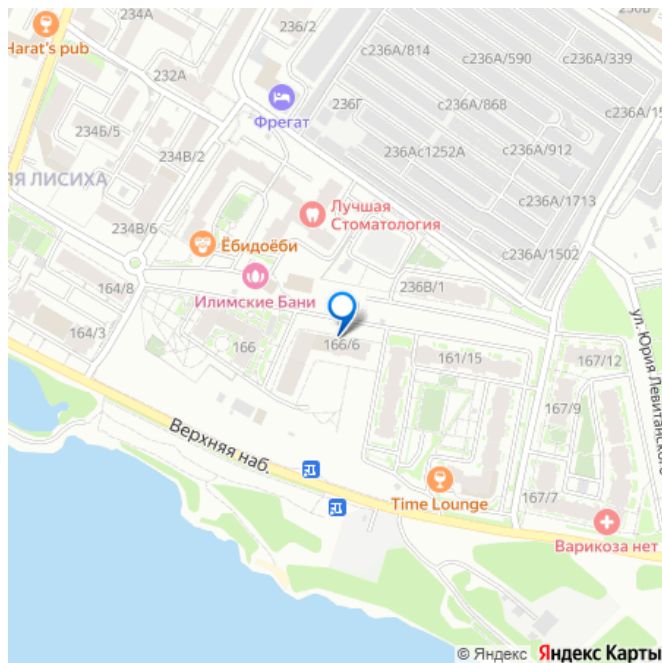 236/2
230В
Harat's pub
с236А/814
с236А/590
с236А/339
234А
232А
236Г
с236А/868
с236А/15
234Б/5
Фрегат
236Ас1252А
с236А/912
234В/2
ЯЯ ЛИСИХА
с236А/1713
Лучшая
Стоматология
234В/6
Ёбидоёби
с236А/1502
Илимские Бани
236В/1
164/8
164/3
166
166/6
161/15
167/12
ул. Юрия Левитанского
167/9
Верхняя наб.
Time Lounge
167/7
Варикоза нет
© Яндекс Яндекс Карты